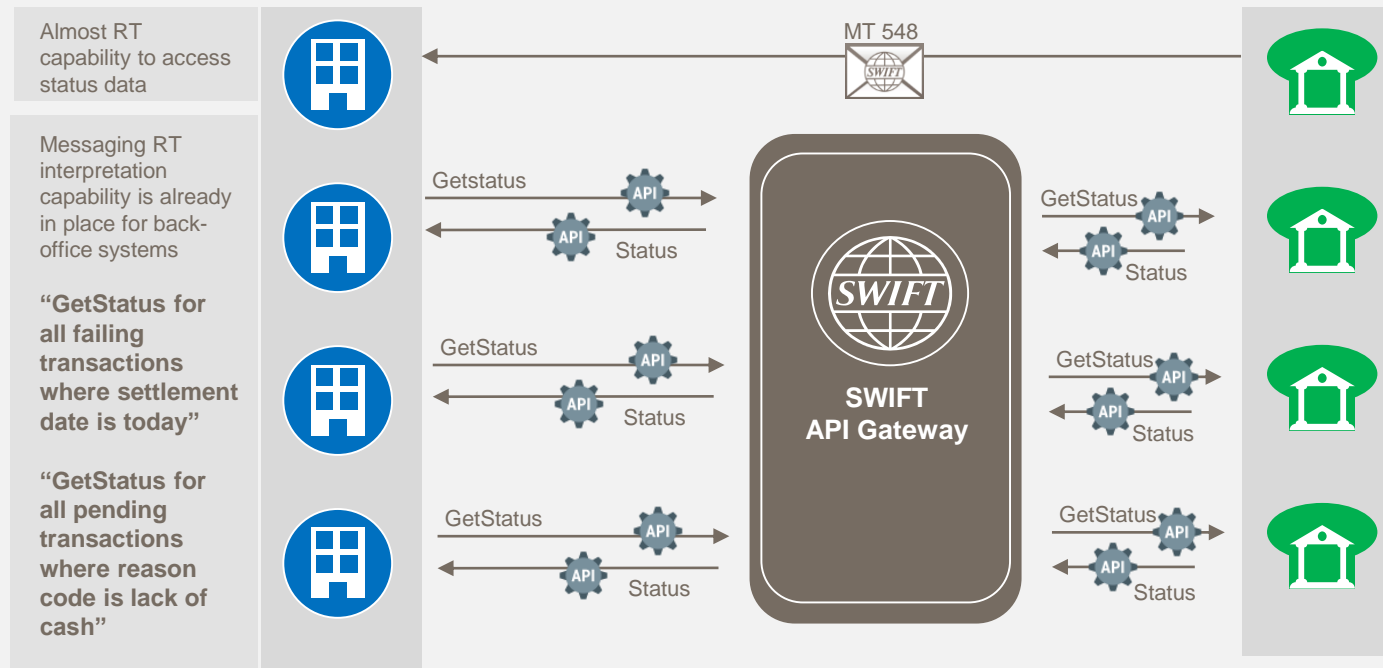 Almost RT
capability to access
status data
Messaging RT
interpretation
capability is already
in place for back-
office systems
“GetStatus for
all failing
transactions
where settlement
date is today”
“GetStatus for
all pending
transactions
where reason
code is lack of
cash”
MT 548
SWIFT
Getstatus
API
API
Status
GetStatus
API
API
Status
GetStatus
API
API
Status
SWIFT
SWIFT
API Gateway
GetStatus
API
API
Status
GetStatus
API
API
Status
GetStatus
API
API
Status